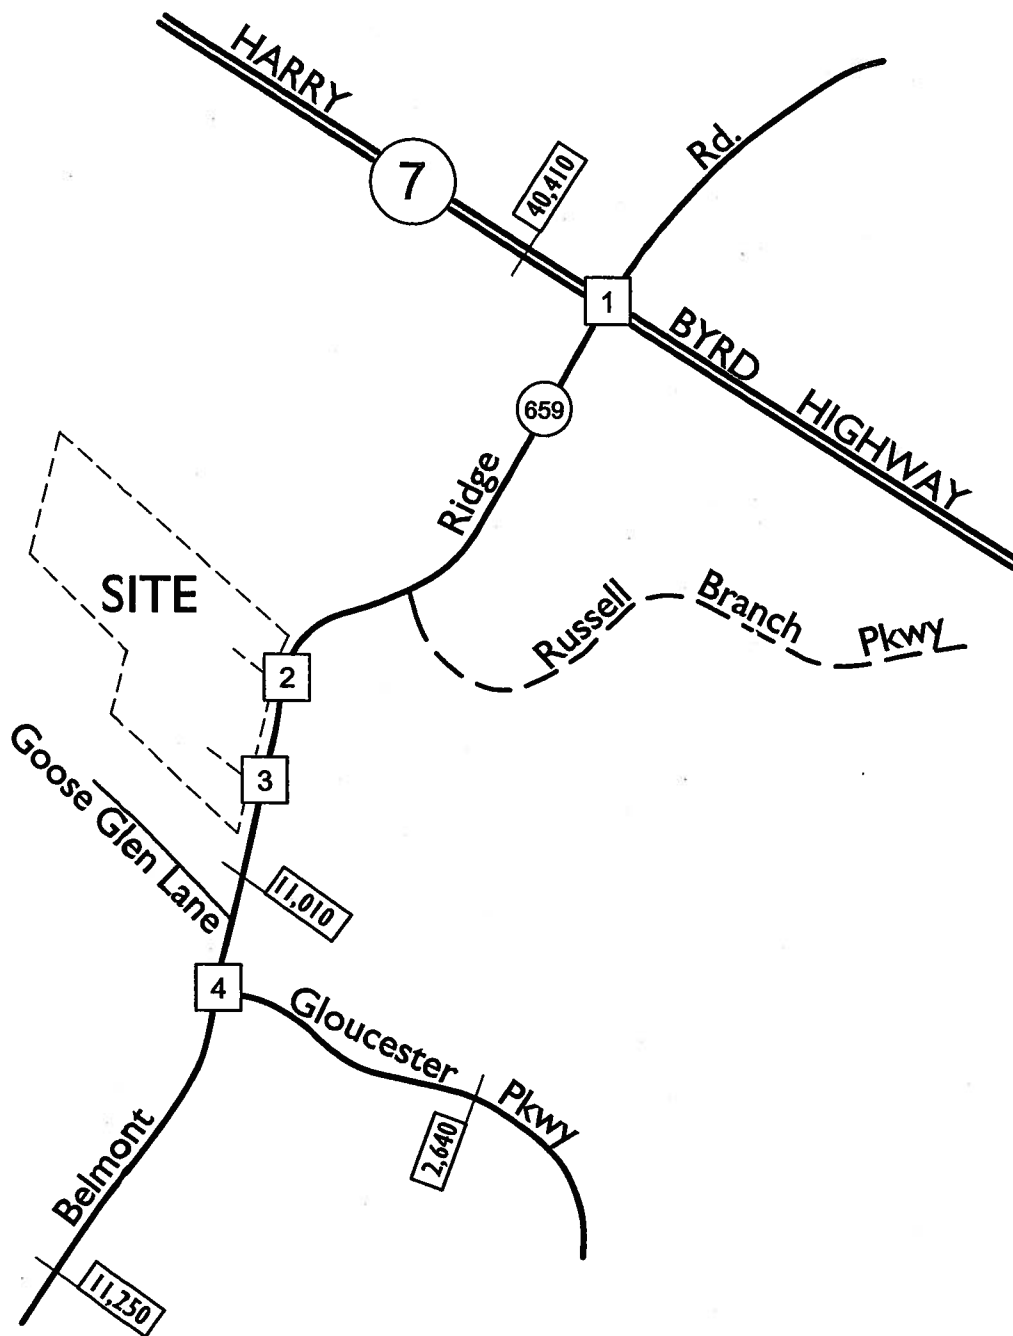 HARRY
7
40,410
Rd.
1
BYRD
HIGHWAY
659
Ridge
SITE
Russell
Branch
Pkwy
2
3
Goose Glen Lane
11,010
4
Gloucester
Pkwy
2,640
Belmont
11,250